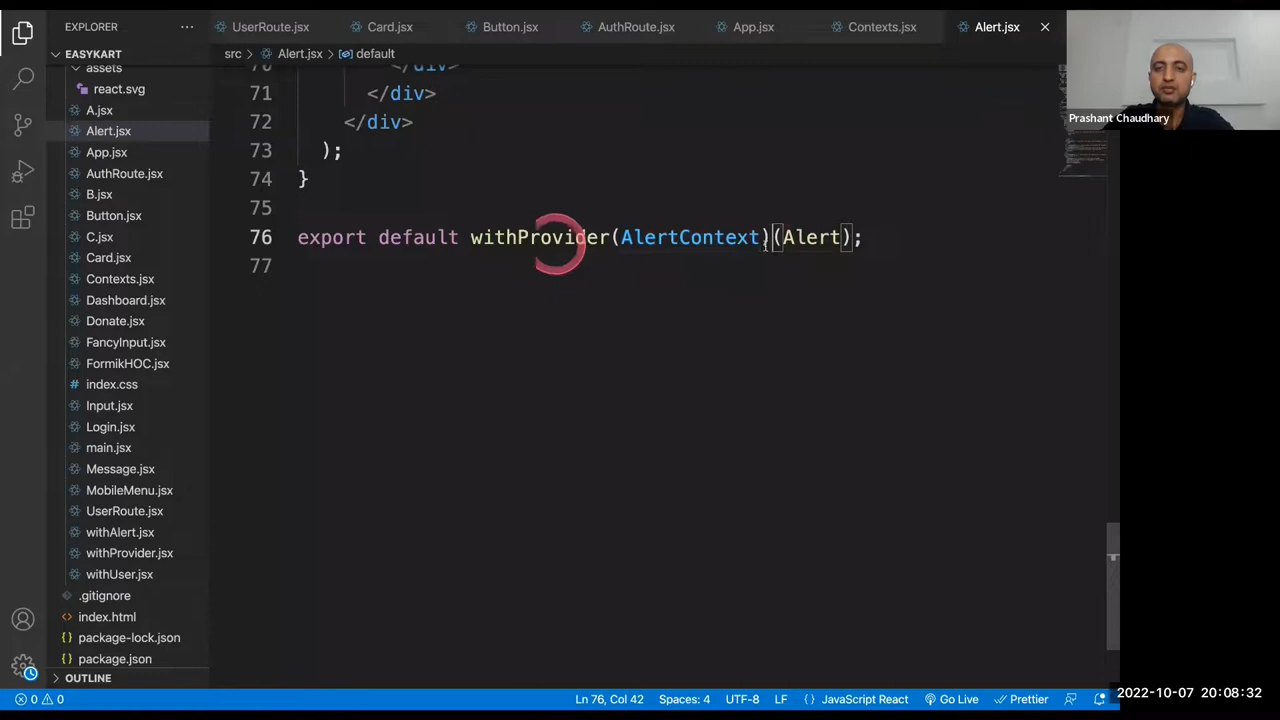 EXPLORER
UserRoute.jsx
Card.jsx
Button.jsx
AuthRoute.jsx
App.jsx
Contexts.jsx
Alert.jsx
src > Alert.jsx > default
EASYKART
assets
react.svg
A.jsx
Alert.jsx
App.jsx
AuthRoute.jsx
B.jsx
Button.jsx
C.jsx
Card.jsx
Contexts.jsx
Dashboard.jsx
Donate.jsx
FancyInput.jsx
FormikHOC.jsx
# index.css
Input.jsx
Login.jsx
main.jsx
Message.jsx
MobileMenu.jsx
UserRoute.jsx
withAlert.jsx
withProvider.jsx
withUser.jsx
.gitignore
<> index.html
{} package-lock.json
{} package.json
OUTLINE
70 </div>
71 </div>
72 </div>
73 );
74 }
75
76 export default withProvider(AlertContext)(Alert);
77
Prashant Chaudhary
0 0
Ln 76, Col 42
Spaces: 4
UTF-8
LF
{ } JavaScript React
Go Live
Prettier
2022-10-07 20:08:32